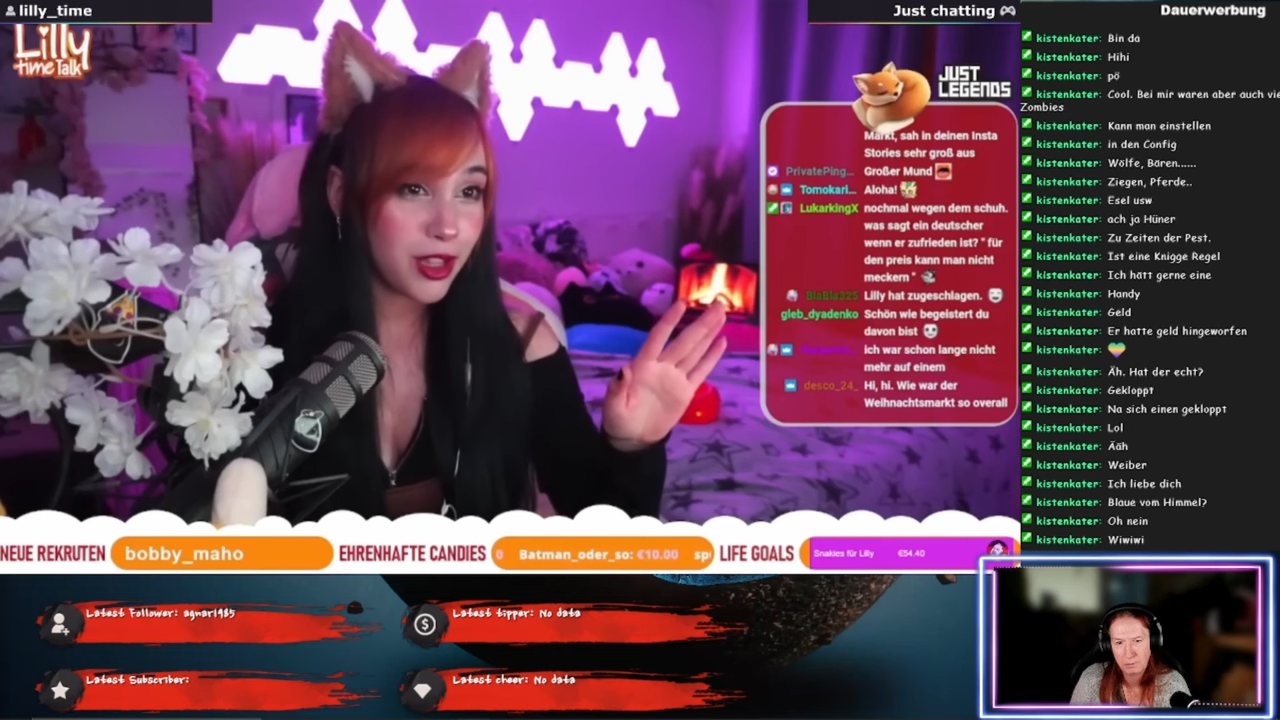 lilly_time
Just chatting
Dauerwerbung
Lilly
time Talk
JUST
LEGENDS
Markt, sah in deinen Insta
Stories sehr groß aus
PrivatePing... Großer Mund
Tomokari... Aloha!
LukarkingX nochmal wegen dem schuh.
was sagt ein deutscher
wenn er zufrieden ist? " für
den preis kann man nicht
meckern "
BlaBla325 Lilly hat zugeschlagen.
gleb_dyadenko Schön wie begeistert du
davon bist
ich war schon lange nicht
mehr auf einem
desco_24_ Hi, hi. Wie war der
Weihnachtsmarkt so overall
kistenkater: Bin da
kistenkater: Hihi
kistenkater: pö
kistenkater: Cool. Bei mir waren aber auch vie
Zombies
kistenkater: Kann man einstellen
kistenkater: in den Config
kistenkater: Wölfe, Bären......
kistenkater: Ziegen, Pferde..
kistenkater: Esel usw
kistenkater: ach ja Hüner
kistenkater: Zu Zeiten der Pest.
kistenkater: Ist eine Knigge Regel
kistenkater: Ich hätt gerne eine
kistenkater: Handy
kistenkater: Geld
kistenkater: Er hatte geld hingeworfen
kistenkater:
kistenkater: Äh. Hat der echt?
kistenkater: Gekloppt
kistenkater: Na sich einen gekloppt
kistenkater: Lol
kistenkater: Ääh
kistenkater: Weiber
kistenkater: Ich liebe dich
kistenkater: Blaue vom Himmel?
kistenkater: Oh nein
kistenkater: Wiwiwi
NEUE REKRUTEN bobby_maho EHRENHAFTE CANDIES 0 Batman_oder_so: €10.00 sp LIFE GOALS Snakies für Lilly €54.40
Latest Follower: agnar1985
Latest tipper: No data
Latest Subscriber:
Latest cheer: No data